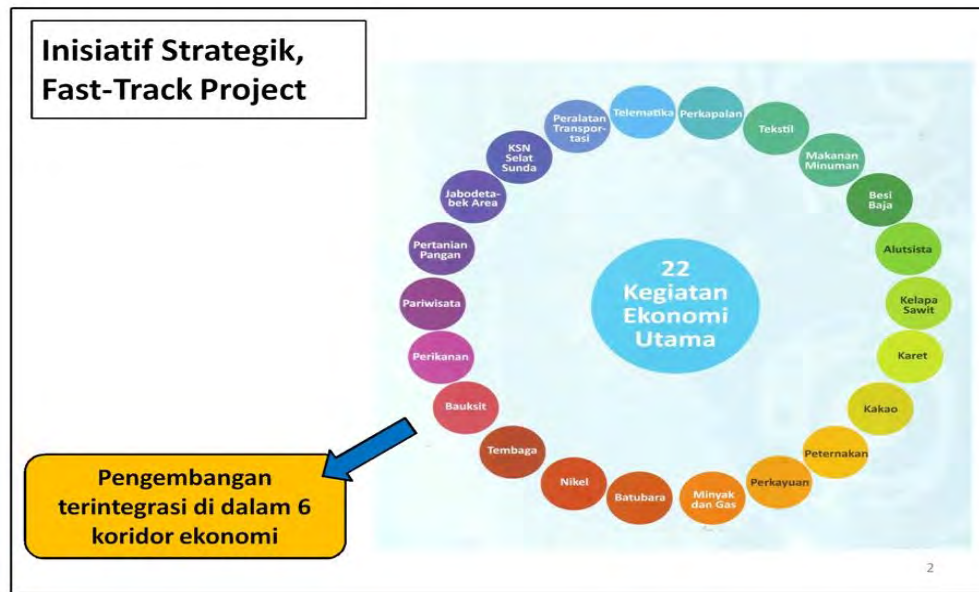 Inisiatif Strategik,
Fast-Track Project
Telematika
Perkapalan
Tekstil
Makanan
Minuman
Besi
Baja
Alutsista
Kelapa
Sawit
Karet
Kakao
Peternakan
Perkayuan
Minyak
dan Gas
Batubara
Nikel
Tembaga
Bauksit
Perikanan
Pariwisata
Pertanian
Pangan
Jabodeta-
bek Area
KSN
Selat
Sunda
Peralatan
Transpor-
tasi
22
Kegiatan
Ekonomi
Utama
Pengembangan
terintegrasi di dalam 6
koridor ekonomi
2